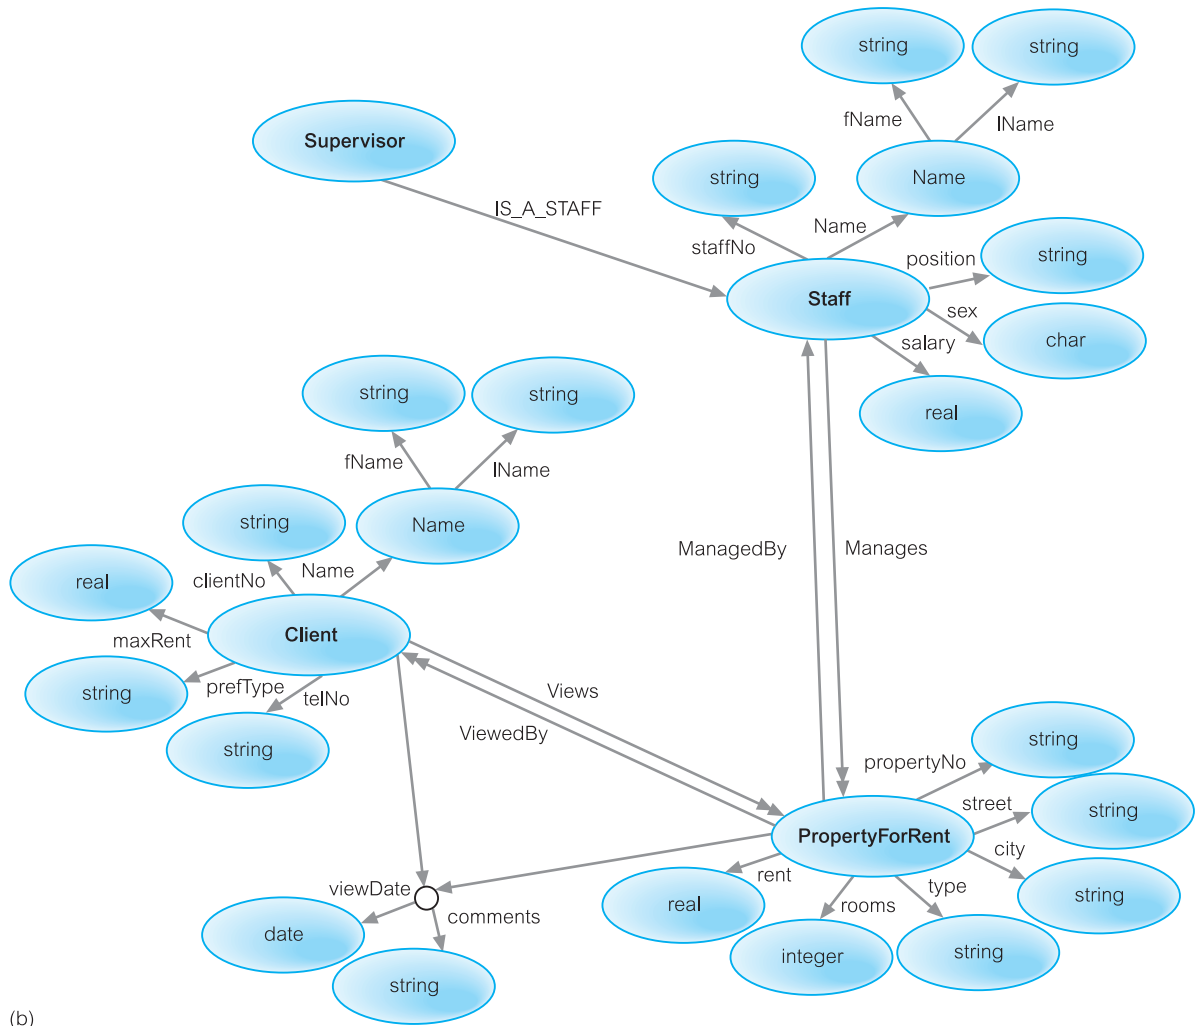 string
string
fName
lName
Supervisor
string
Name
IS_A_STAFF
Name
staffNo
position
string
Staff
sex
char
salary
string
string
real
fName
lName
string
Name
ManagedBy
Manages
real
clientNo
Name
Client
maxRent
string
prefType
telNo
Views
ViewedBy
string
propertyNo
string
street
string
PropertyForRent
city
rent
type
viewDate
string
real
rooms
comments
date
integer
string
string
(b)